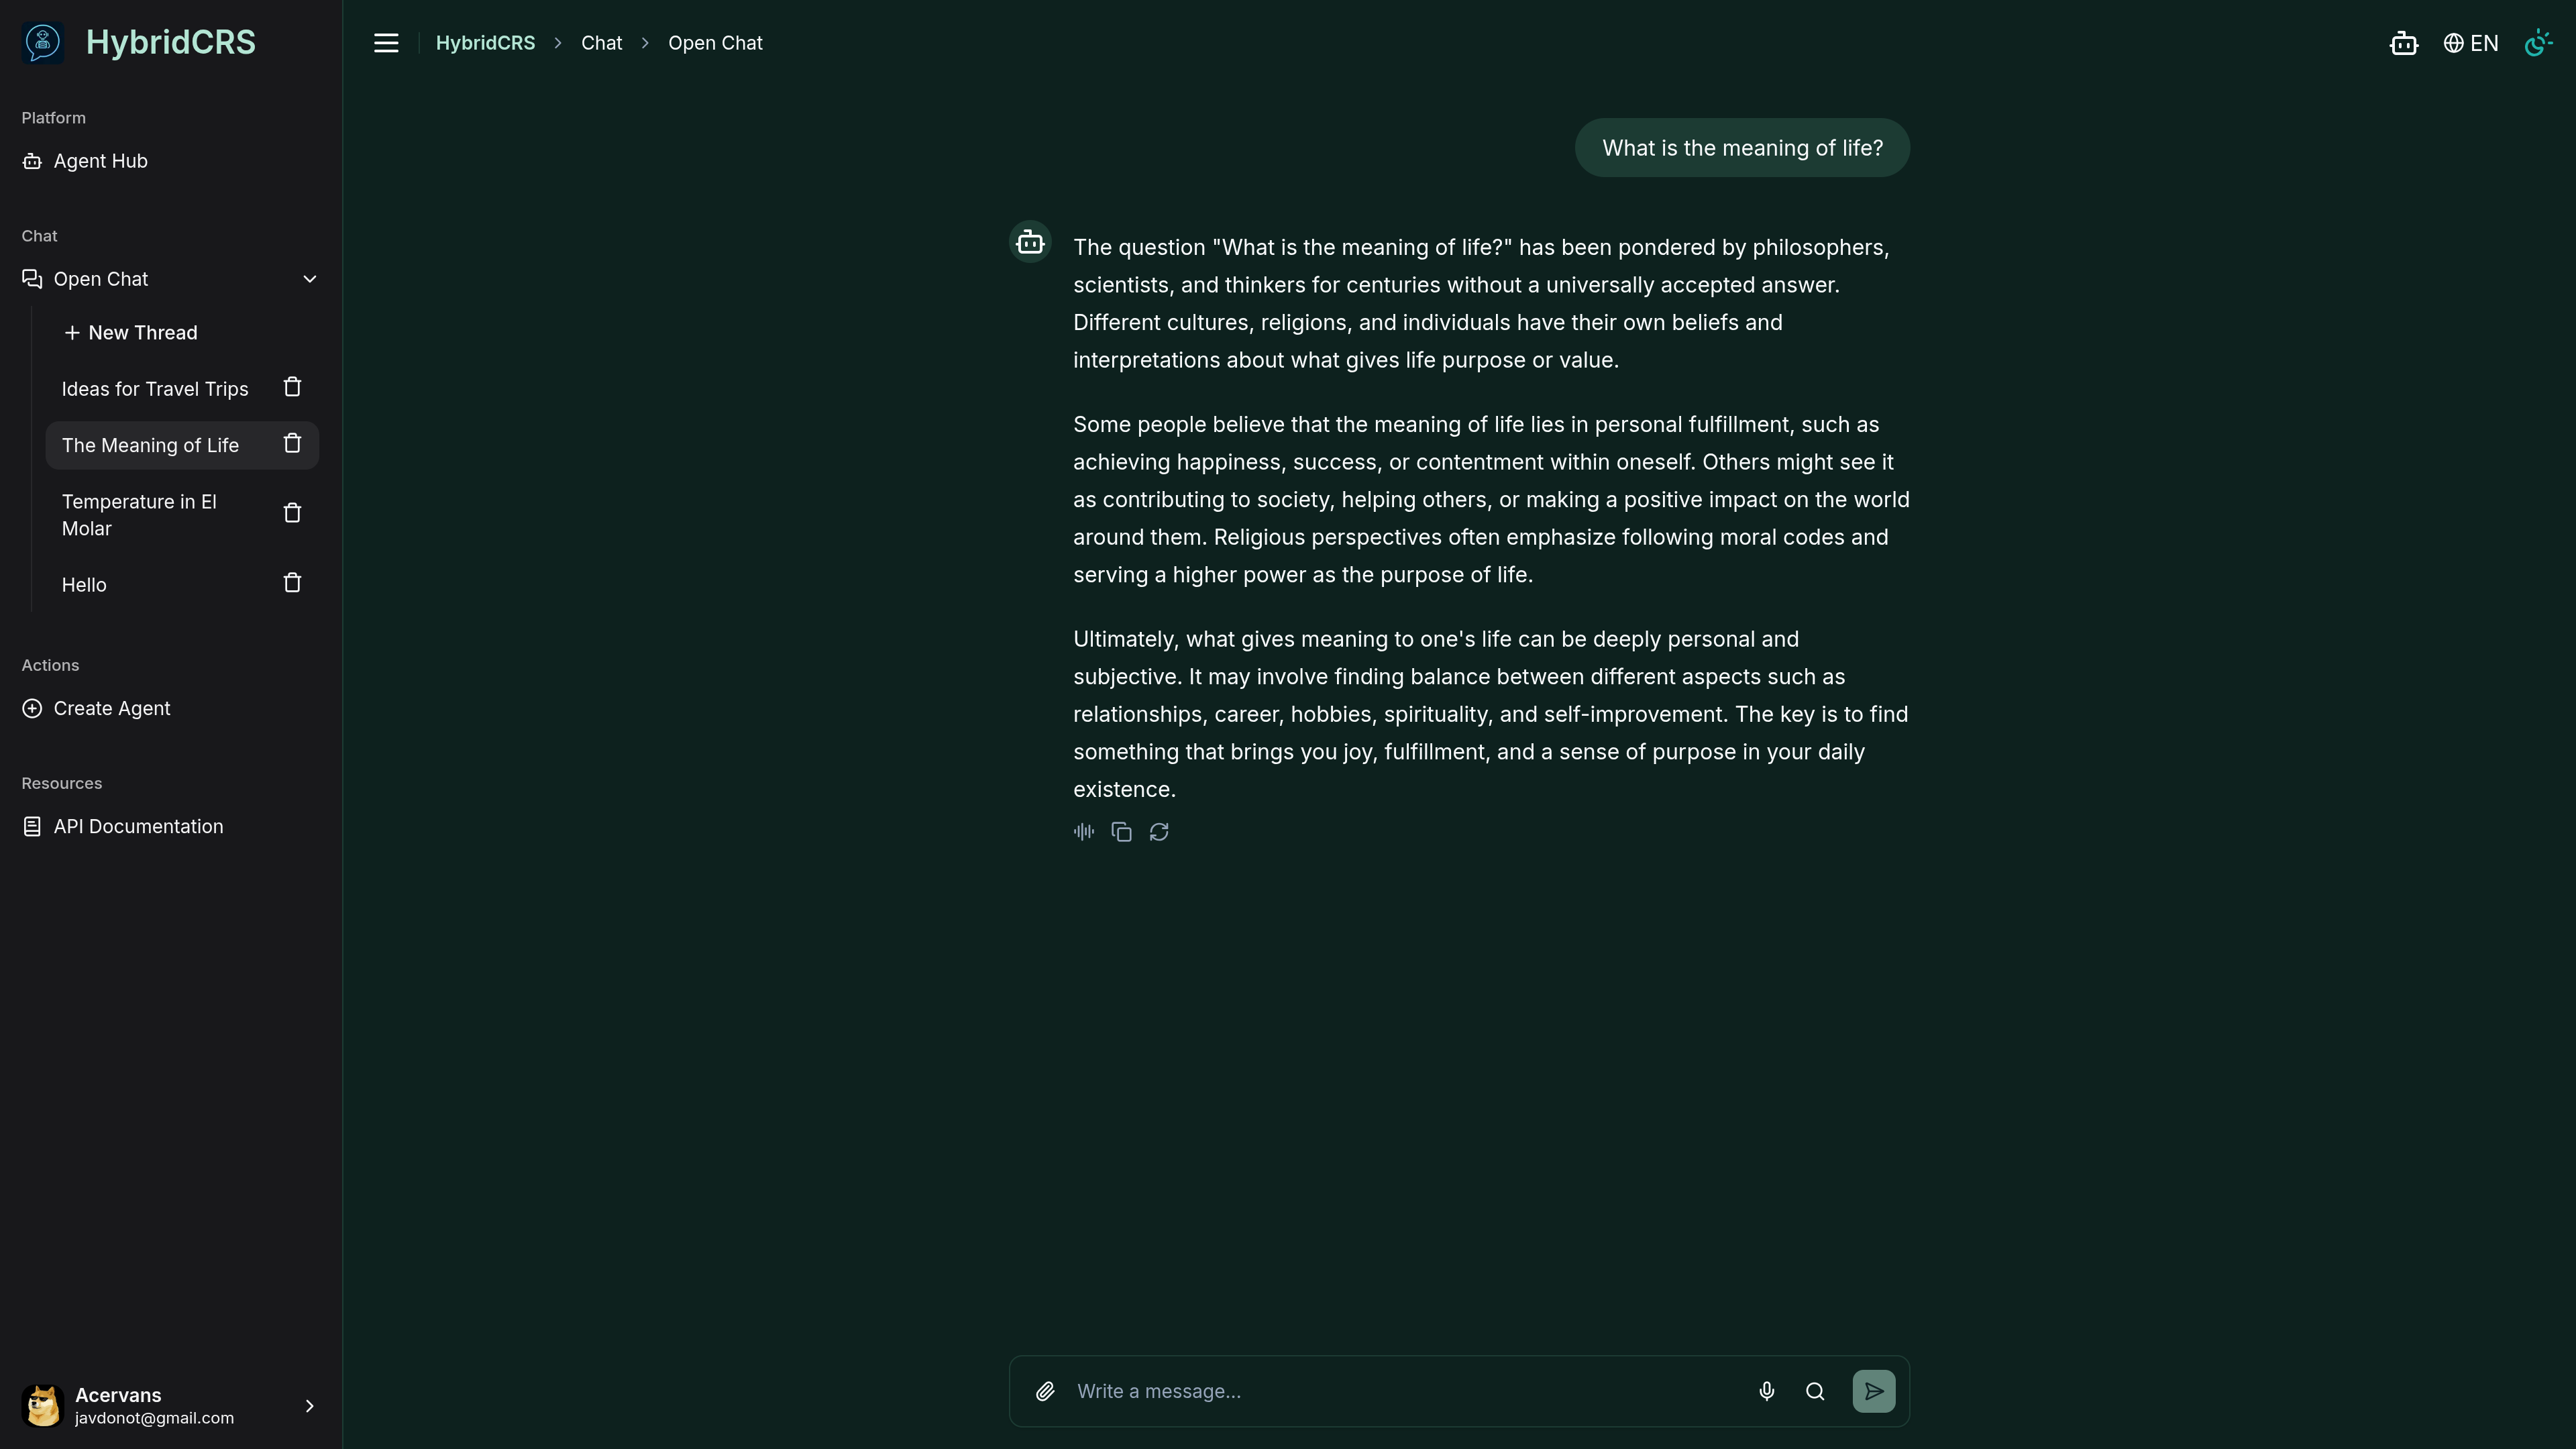 HybridCRS
Platform
Agent Hub
Chat
Open Chat
New Thread
Ideas for Travel Trips
The Meaning of Life
Temperature in El
Molar
Hello
Actions
Create Agent
Resources
API Documentation
Acervans
javdonot@gmail.com
HybridCRS > Chat > Open Chat
EN
What is the meaning of life?
The question "What is the meaning of life?" has been pondered by philosophers,
scientists, and thinkers for centuries without a universally accepted answer.
Different cultures, religions, and individuals have their own beliefs and
interpretations about what gives life purpose or value.
Some people believe that the meaning of life lies in personal fulfillment, such as
achieving happiness, success, or contentment within oneself. Others might see it
as contributing to society, helping others, or making a positive impact on the world
around them. Religious perspectives often emphasize following moral codes and
serving a higher power as the purpose of life.
Ultimately, what gives meaning to one's life can be deeply personal and
subjective. It may involve finding balance between different aspects such as
relationships, career, hobbies, spirituality, and self-improvement. The key is to find
something that brings you joy, fulfillment, and a sense of purpose in your daily
existence.
Write a message...